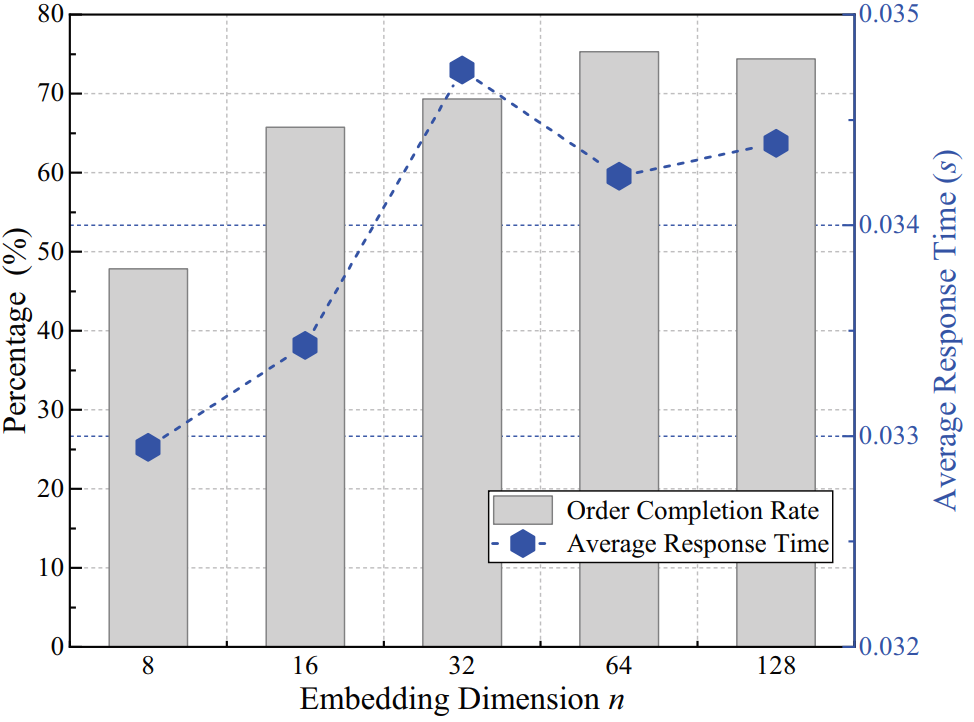 80
70
60
50
40
30
20
10
0
Percentage (%)
0.035
0.034
0.033
0.032
Average Response Time (s)
Order Completion Rate
Average Response Time
8 16 32 64 128
Embedding Dimension n